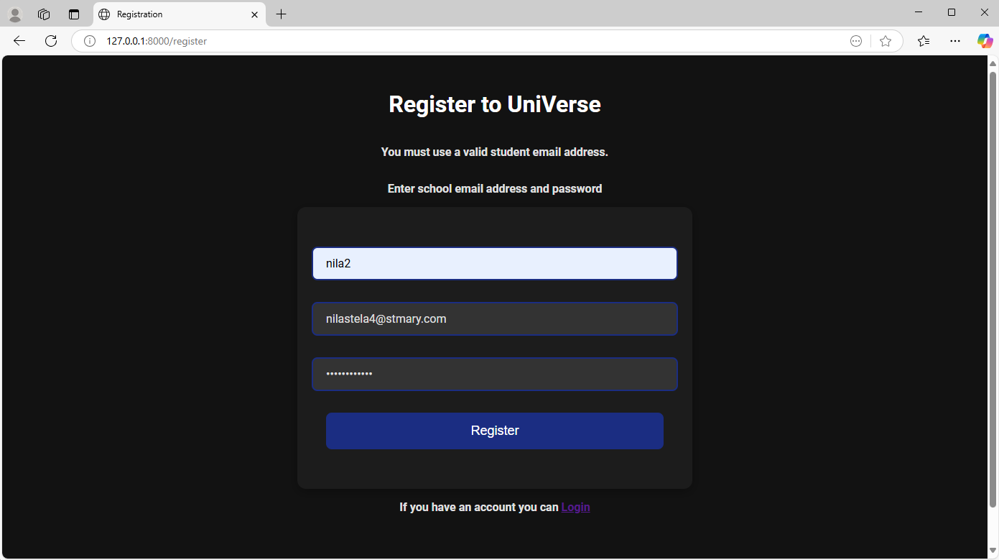 Registration
127.0.0.1:8000/register
Register to UniVerse
You must use a valid student email address.
Enter school email address and password
nila2
nilastela4@stmary.com
••••••••••••
Register
If you have an account you can Login